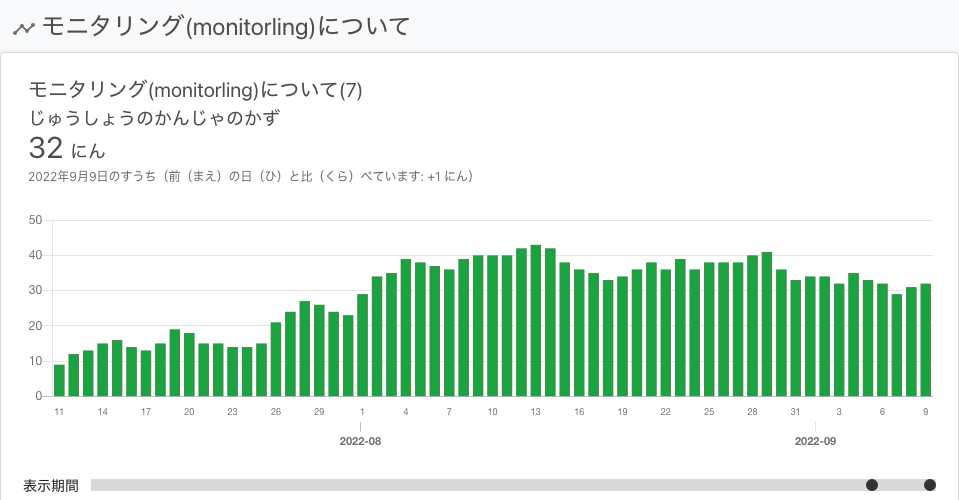 モニタリング(monitorling)について
モニタリング(monitorling)について(7)
じゅうしょうのかんじゃのかず
32 にん
2022年9月9日のすうち（前（まえ）の日（ひ）と比（くら）べています: +1 にん）
50
40
30
20
10
0
11 14 17 20 23 26 29 1 4 7 10 13 16 19 22 25 28 31 3 6 9
2022-08 2022-09
表示期間